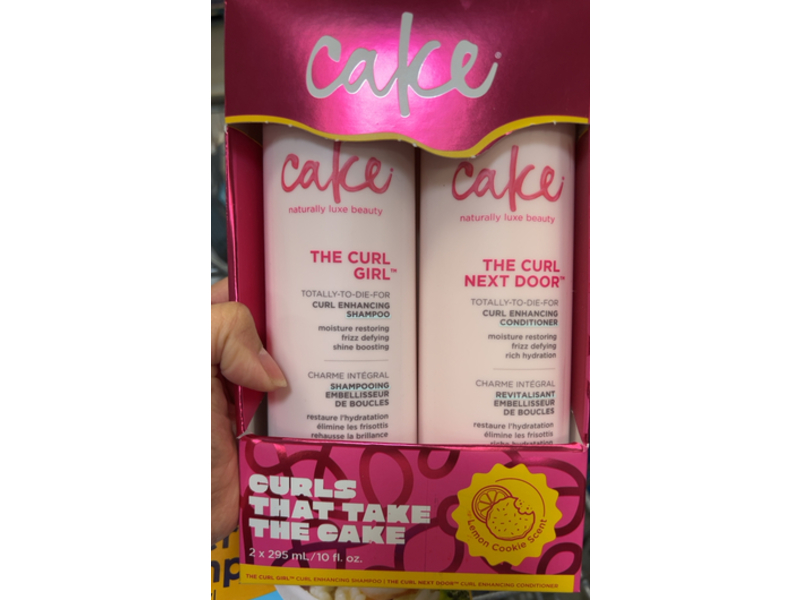 cake
cake
naturally luxe beauty
THE CURL
GIRL™
TOTALLY-TO-DIE-FOR
CURL ENHANCING
SHAMPOO
moisture restoring
frizz defying
shine boosting
CHARME INTÉGRAL
SHAMPOOING
EMBELLISSEUR
DE BOUCLES
restaure l'hydratation
élimine les frisottis
rehausse la brillance
cake
naturally luxe beauty
THE CURL
NEXT DOOR™
TOTALLY-TO-DIE-FOR
CURL ENHANCING
CONDITIONER
moisture restoring
frizz defying
rich hydration
CHARME INTÉGRAL
REVITALISANT
EMBELLISSEUR
DE BOUCLES
restaure l'hydratation
élimine les frisottis
riche hydratation
CURLS
THAT TAKE
THE CAKE
2 x 295 mL/10 fl. oz.
Lemon Cookie Scent
THE CURL GIRL™ CURL ENHANCING SHAMPOO | THE CURL NEXT DOOR™ CURL ENHANCING CONDITIONER